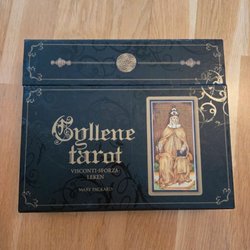 Gyllene
tarot
VISCONTI-SFORZA
LEKEN
MARY PACKARD